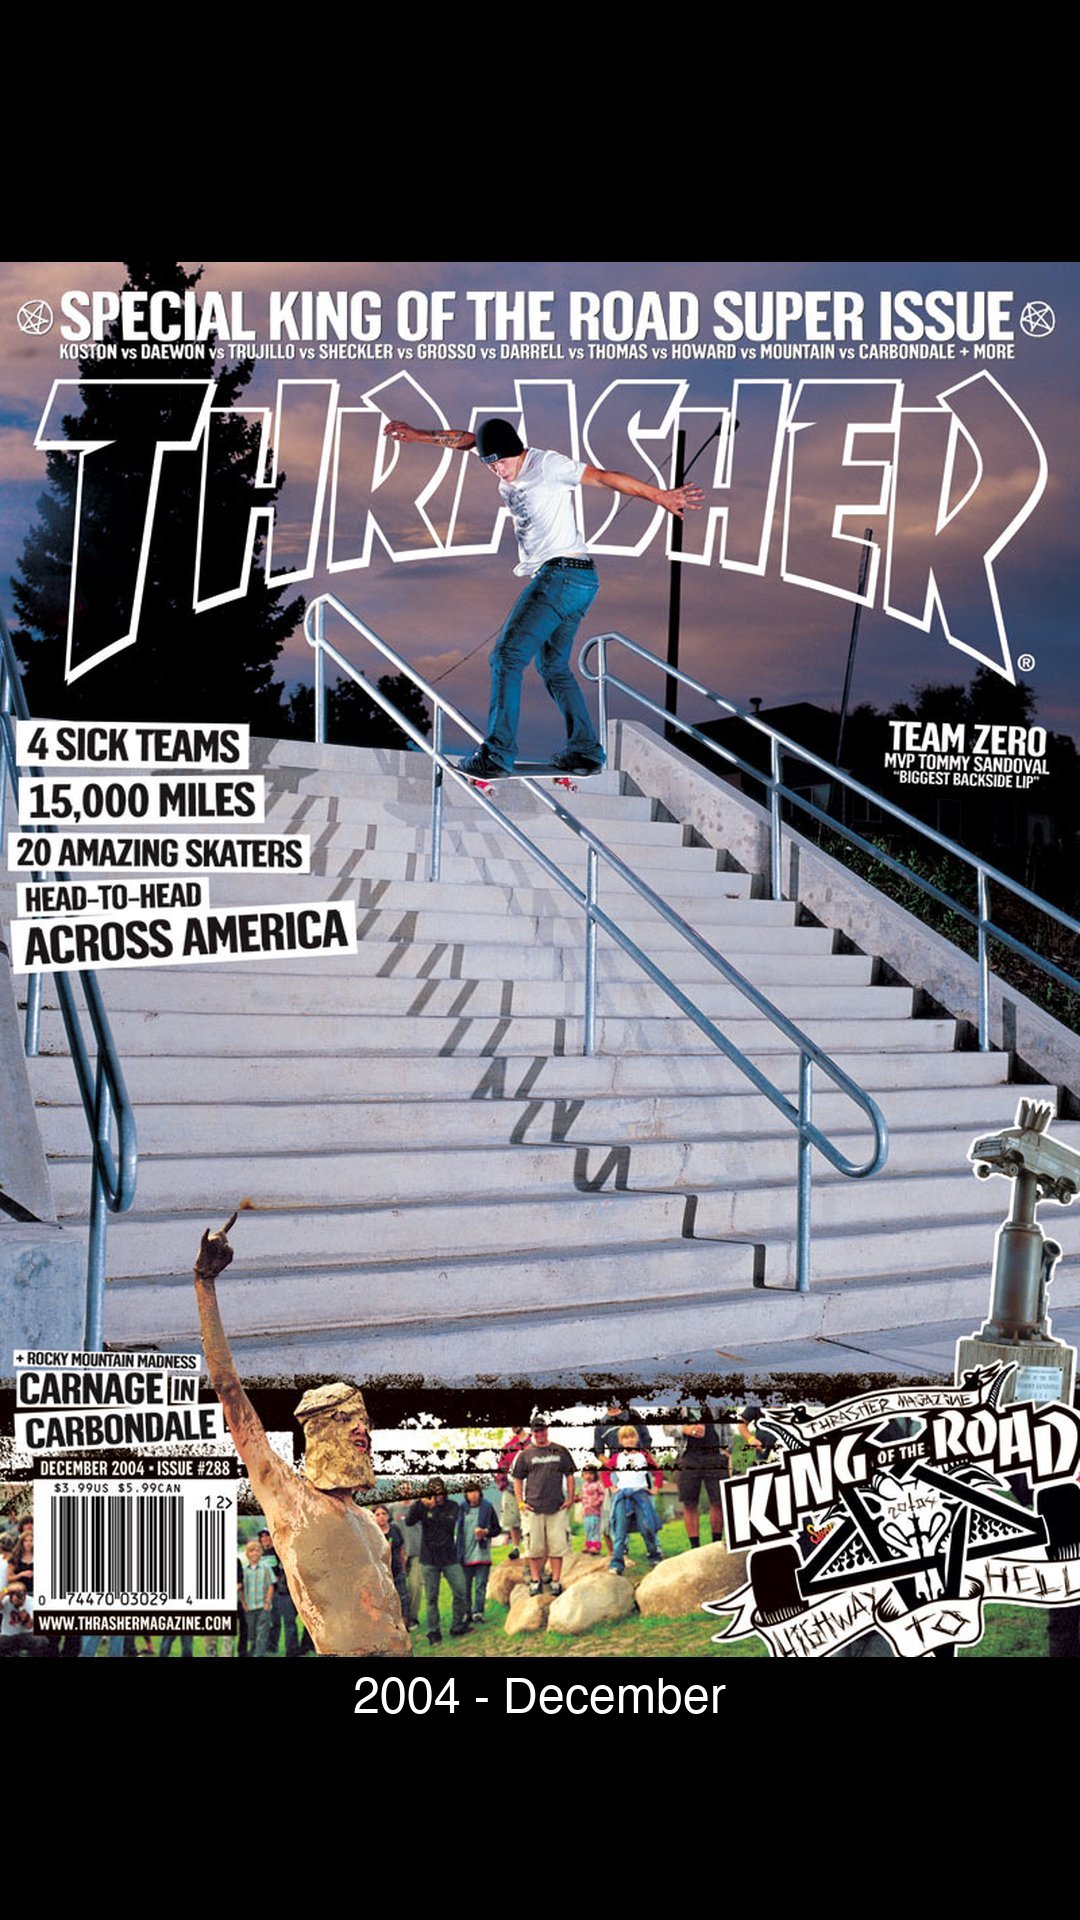 SPECIAL KING OF THE ROAD SUPER ISSUE
KOSTON vs DAEWON vs TRUJILLO vs SHECKLER vs GROSSO vs DARRELL vs THOMAS vs HOWARD vs MOUNTAIN vs CARBONDALE + MORE
THRASHER®
4 SICK TEAMS
15,000 MILES
20 AMAZING SKATERS
HEAD-TO-HEAD
ACROSS AMERICA
TEAM ZERO
MVP TOMMY SANDOVAL
"BIGGEST BACKSIDE LIP"
+ ROCKY MOUNTAIN MADNESS
CARNAGE IN
CARBONDALE
DECEMBER 2004 • ISSUE #288
$3.99US $5.99CAN
12>
0 74470 03029 4
WWW.THRASHERMAGAZINE.COM
THRASHER MAGAZINE
KING OF THE ROAD
HIGHWAY TO HELL
2004 - December